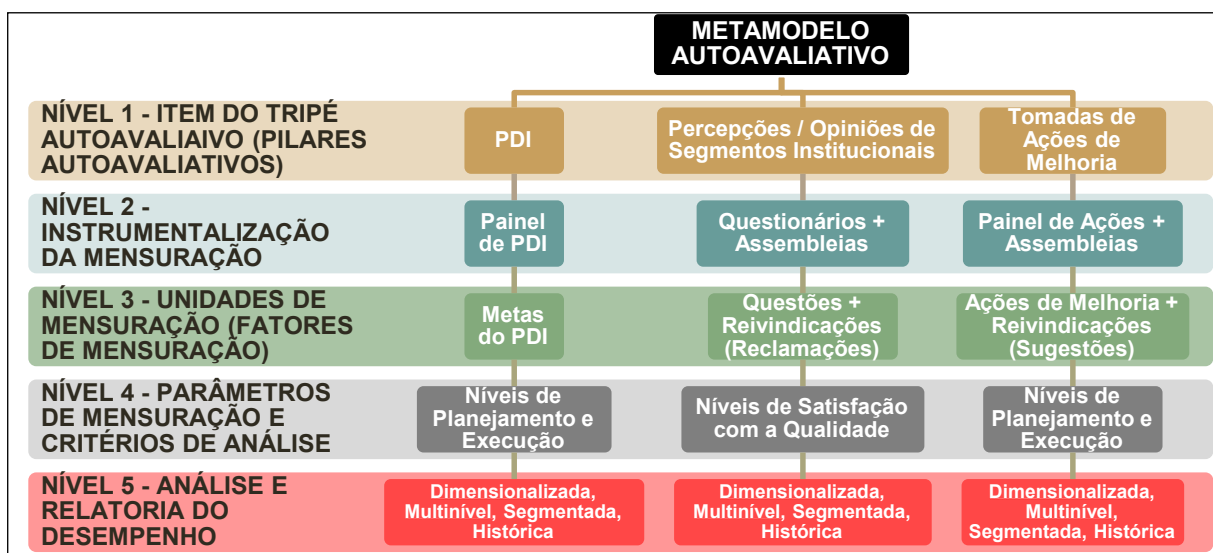 METAMODELO
AUTOAVALIATIVO
NÍVEL 1 - ITEM DO TRIPÉ
AUTOAVALIAIVO (PILARES
AUTOAVALIATIVOS)
PDI
Percepções / Opiniões de
Segmentos Institucionais
Tomadas de
Ações de
Melhoria
NÍVEL 2 -
INSTRUMENTALIZAÇÃO
DA MENSURAÇÃO
Painel
de PDI
Questionários +
Assembleias
Painel de Ações +
Assembleias
NÍVEL 3 - UNIDADES DE
MENSURAÇÃO (FATORES
DE MENSURAÇÃO)
Metas
do PDI
Questões +
Reivindicações
(Reclamações)
Ações de Melhoria +
Reivindicações
(Sugestões)
NÍVEL 4 - PARÂMETROS
DE MENSURAÇÃO E
CRITÉRIOS DE ANÁLISE
Níveis de
Planejamento e
Execução
Níveis de Satisfação
com a Qualidade
Níveis de
Planejamento e
Execução
NÍVEL 5 - ANÁLISE E
RELATORIA DO
DESEMPENHO
Dimensionalizada,
Multinível, Segmentada,
Histórica
Dimensionalizada,
Multinível, Segmentada,
Histórica
Dimensionalizada,
Multinível,
Segmentada, Histórica